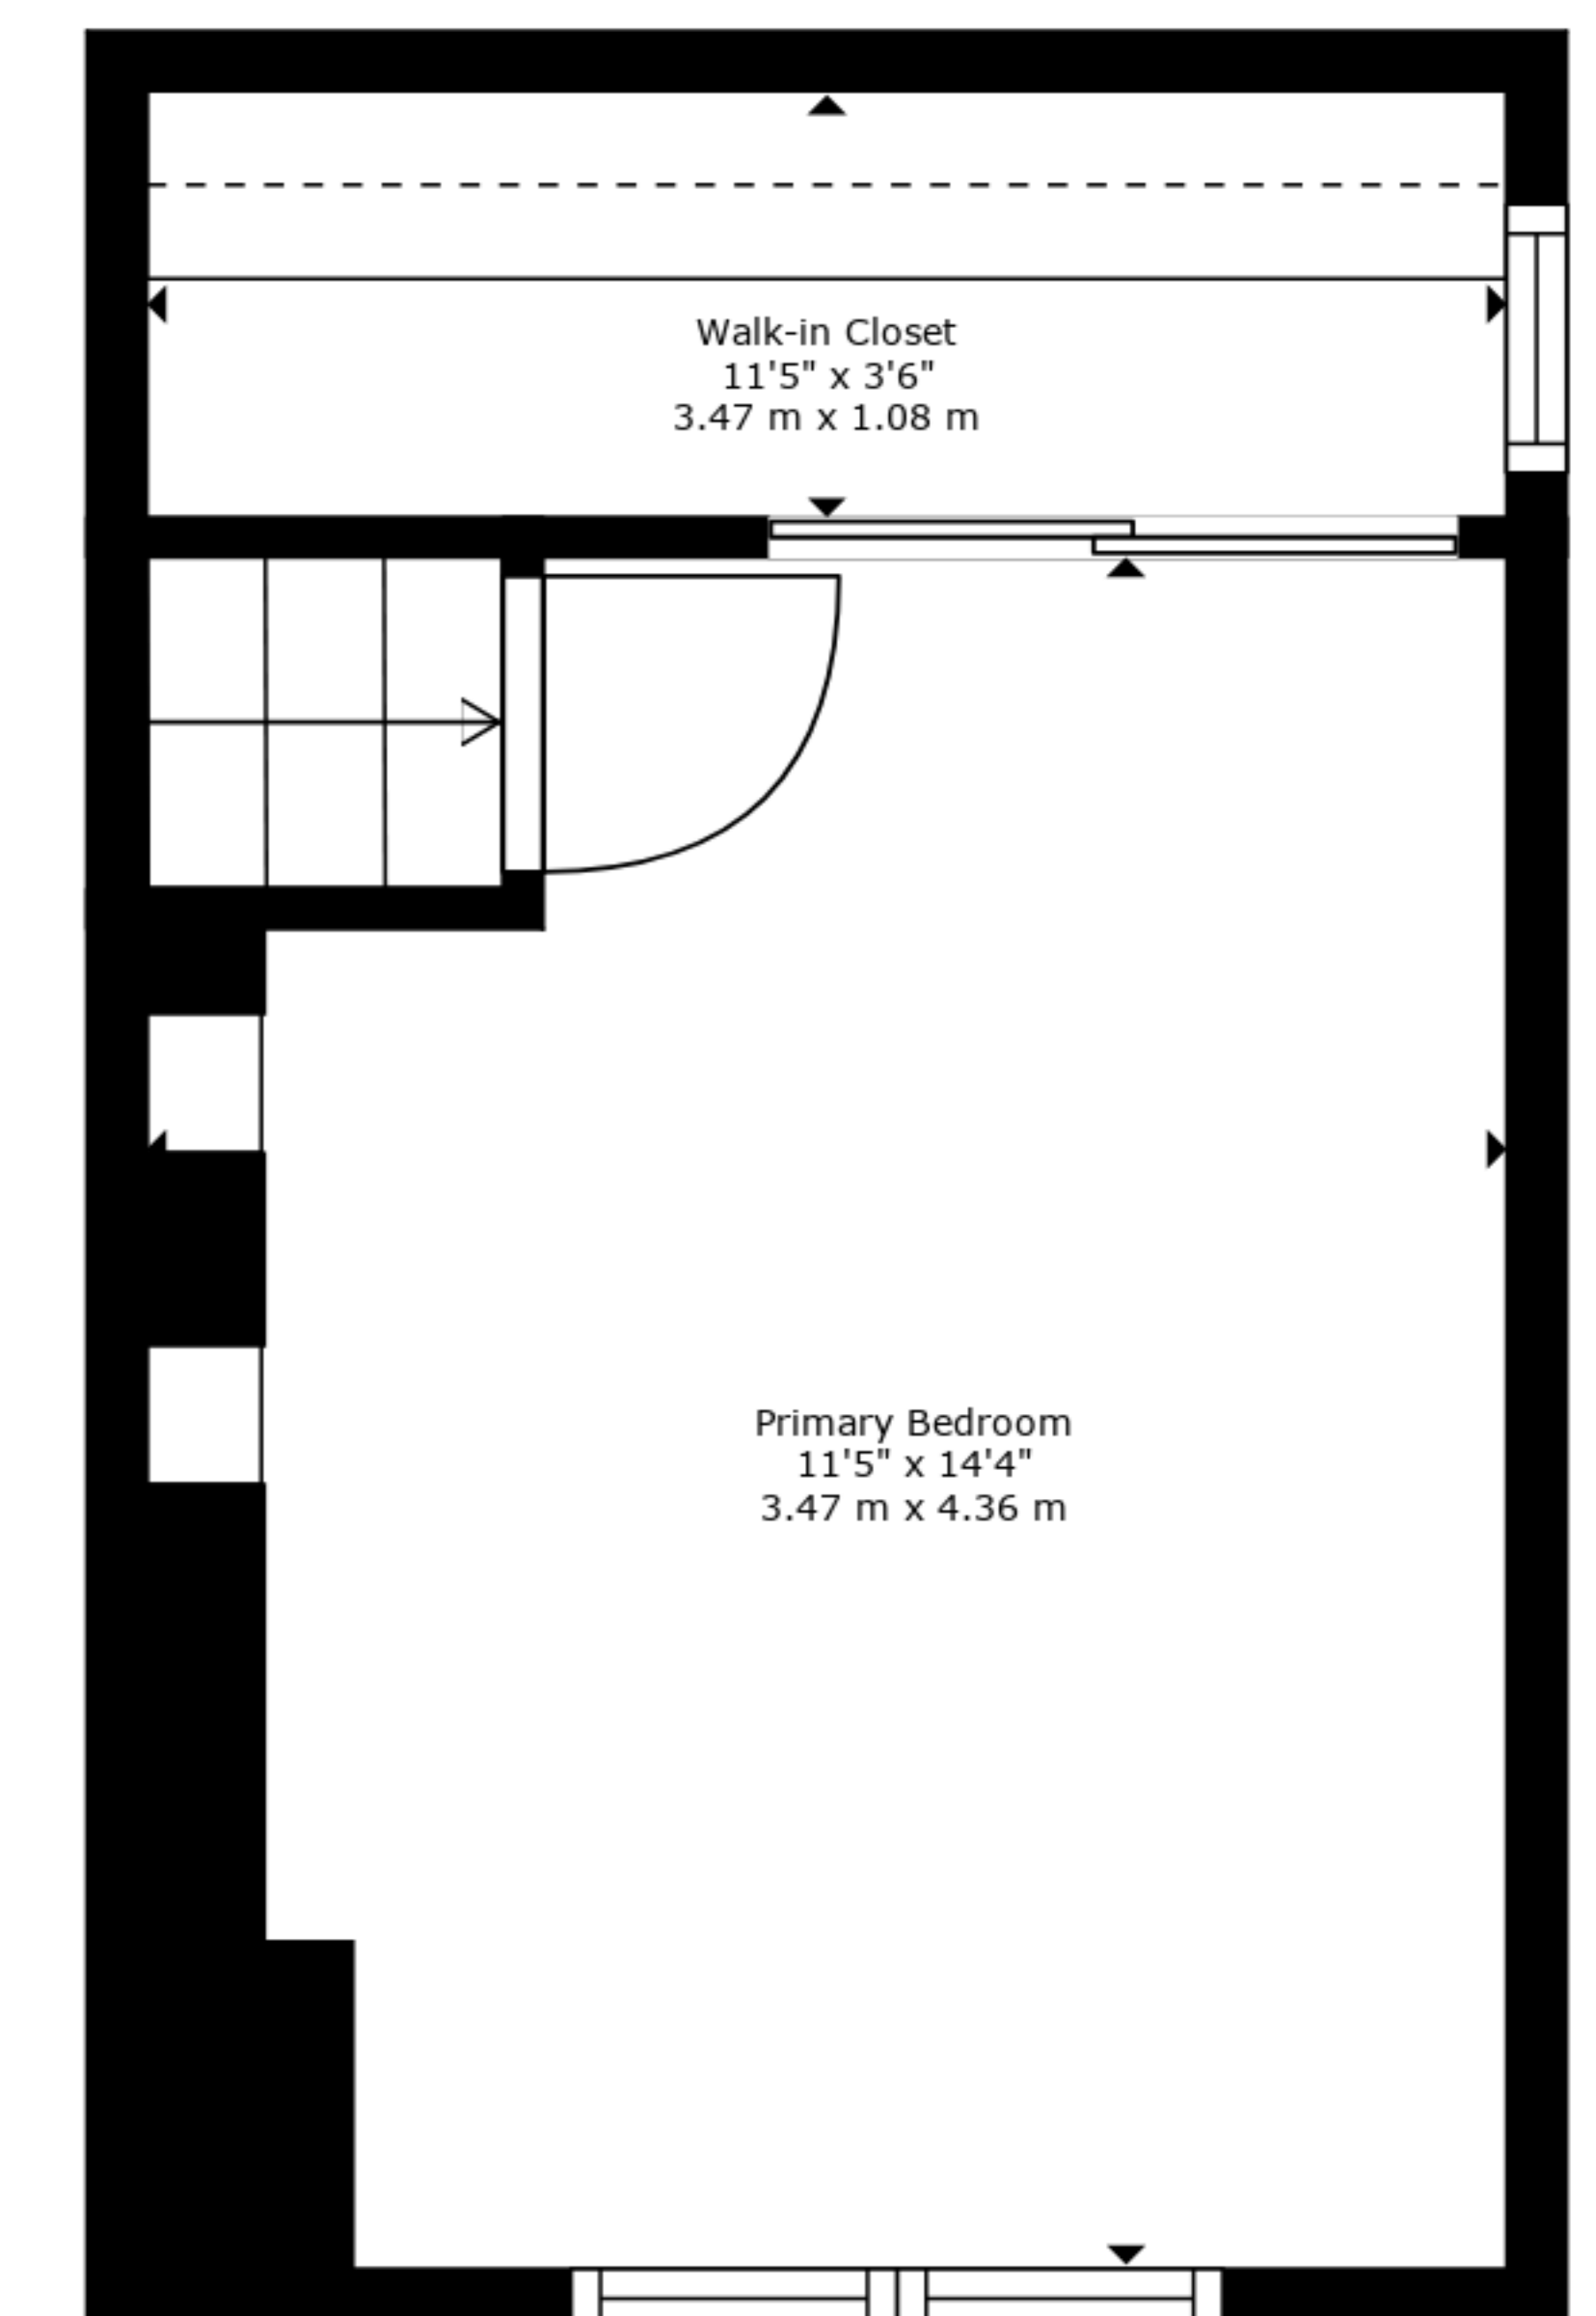 Walk-in Closet
11'5" x 3'6"
3.47 m x 1.08 m
Primary Bedroom
11'5" x 14'4"
3.47 m x 4.36 m